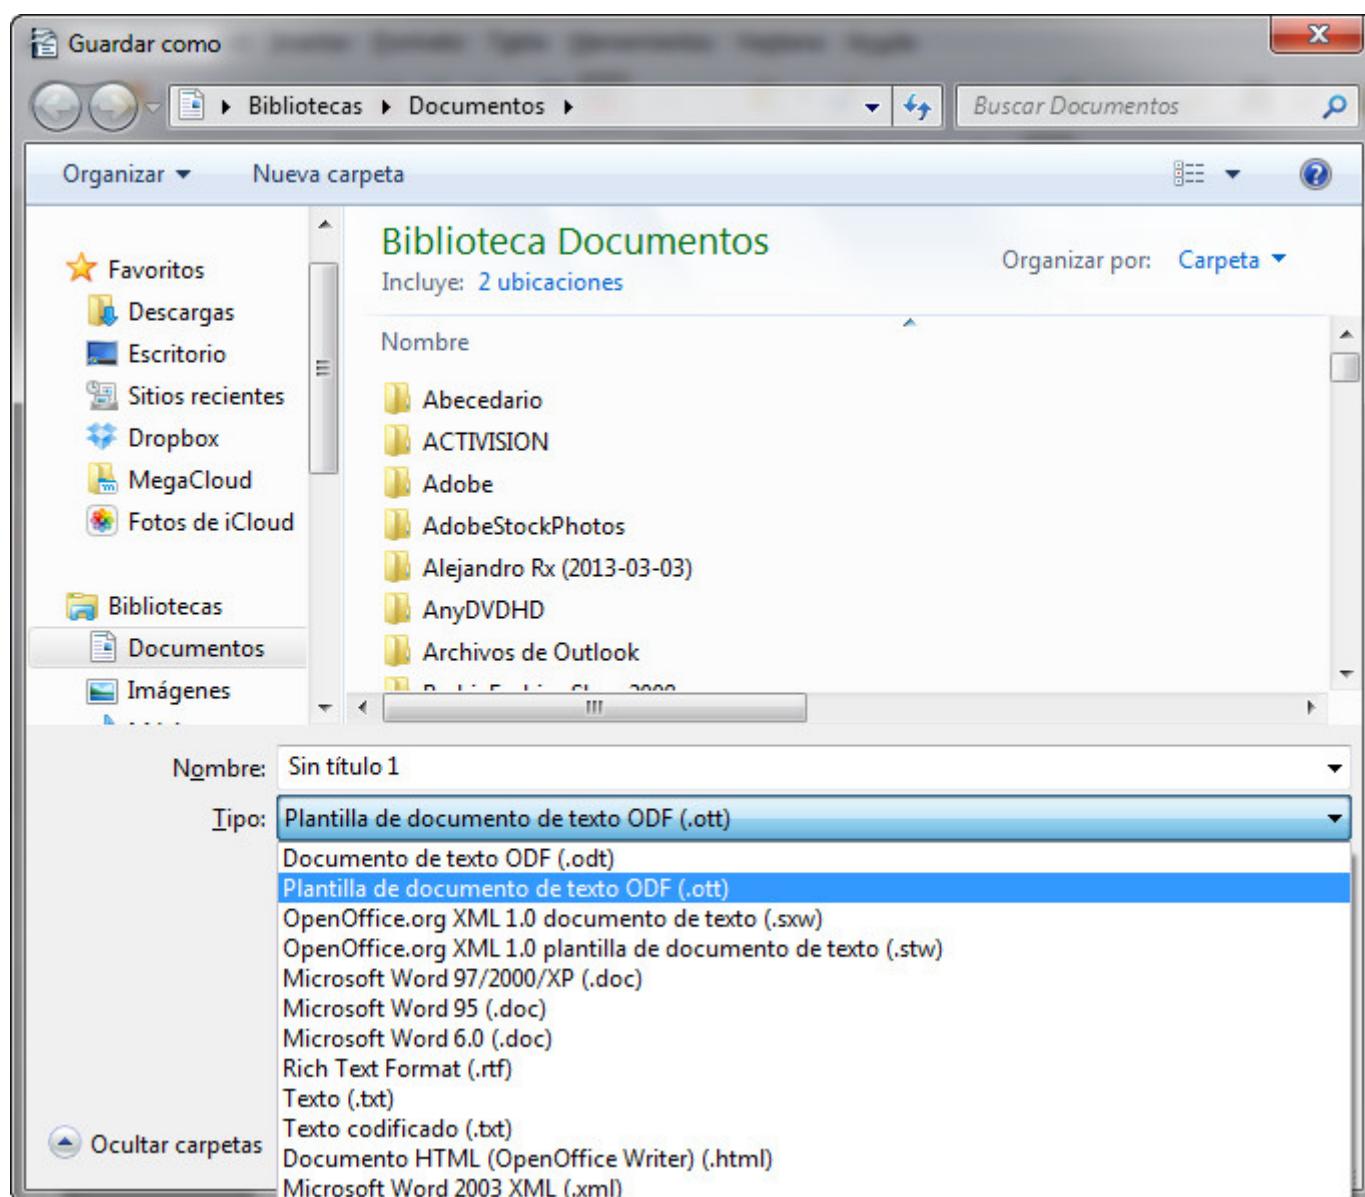 Guardar como
Bibliotecas Documentos
Buscar Documentos
Organizar
Nueva carpeta
Favoritos
Descargas
Escritorio
Sitios recientes
Dropbox
MegaCloud
Fotos de iCloud
Bibliotecas
Documentos
Imágenes
Biblioteca Documentos
Incluye: 2 ubicaciones
Organizar por: Carpeta
Nombre
Abecedario
ACTIVISION
Adobe
AdobeStockPhotos
Alejandro Rx (2013-03-03)
AnyDVDHD
Archivos de Outlook
Nombre: Sin título 1
Tipo: Plantilla de documento de texto ODF (.ott)
Documento de texto ODF (.odt)
Plantilla de documento de texto ODF (.ott)
OpenOffice.org XML 1.0 documento de texto (.sxw)
OpenOffice.org XML 1.0 plantilla de documento de texto (.stw)
Microsoft Word 97/2000/XP (.doc)
Microsoft Word 95 (.doc)
Microsoft Word 6.0 (.doc)
Rich Text Format (.rtf)
Texto (.txt)
Texto codificado (.txt)
Documento HTML (OpenOffice Writer) (.html)
Microsoft Word 2003 XML (.xml)
Ocultar carpetas